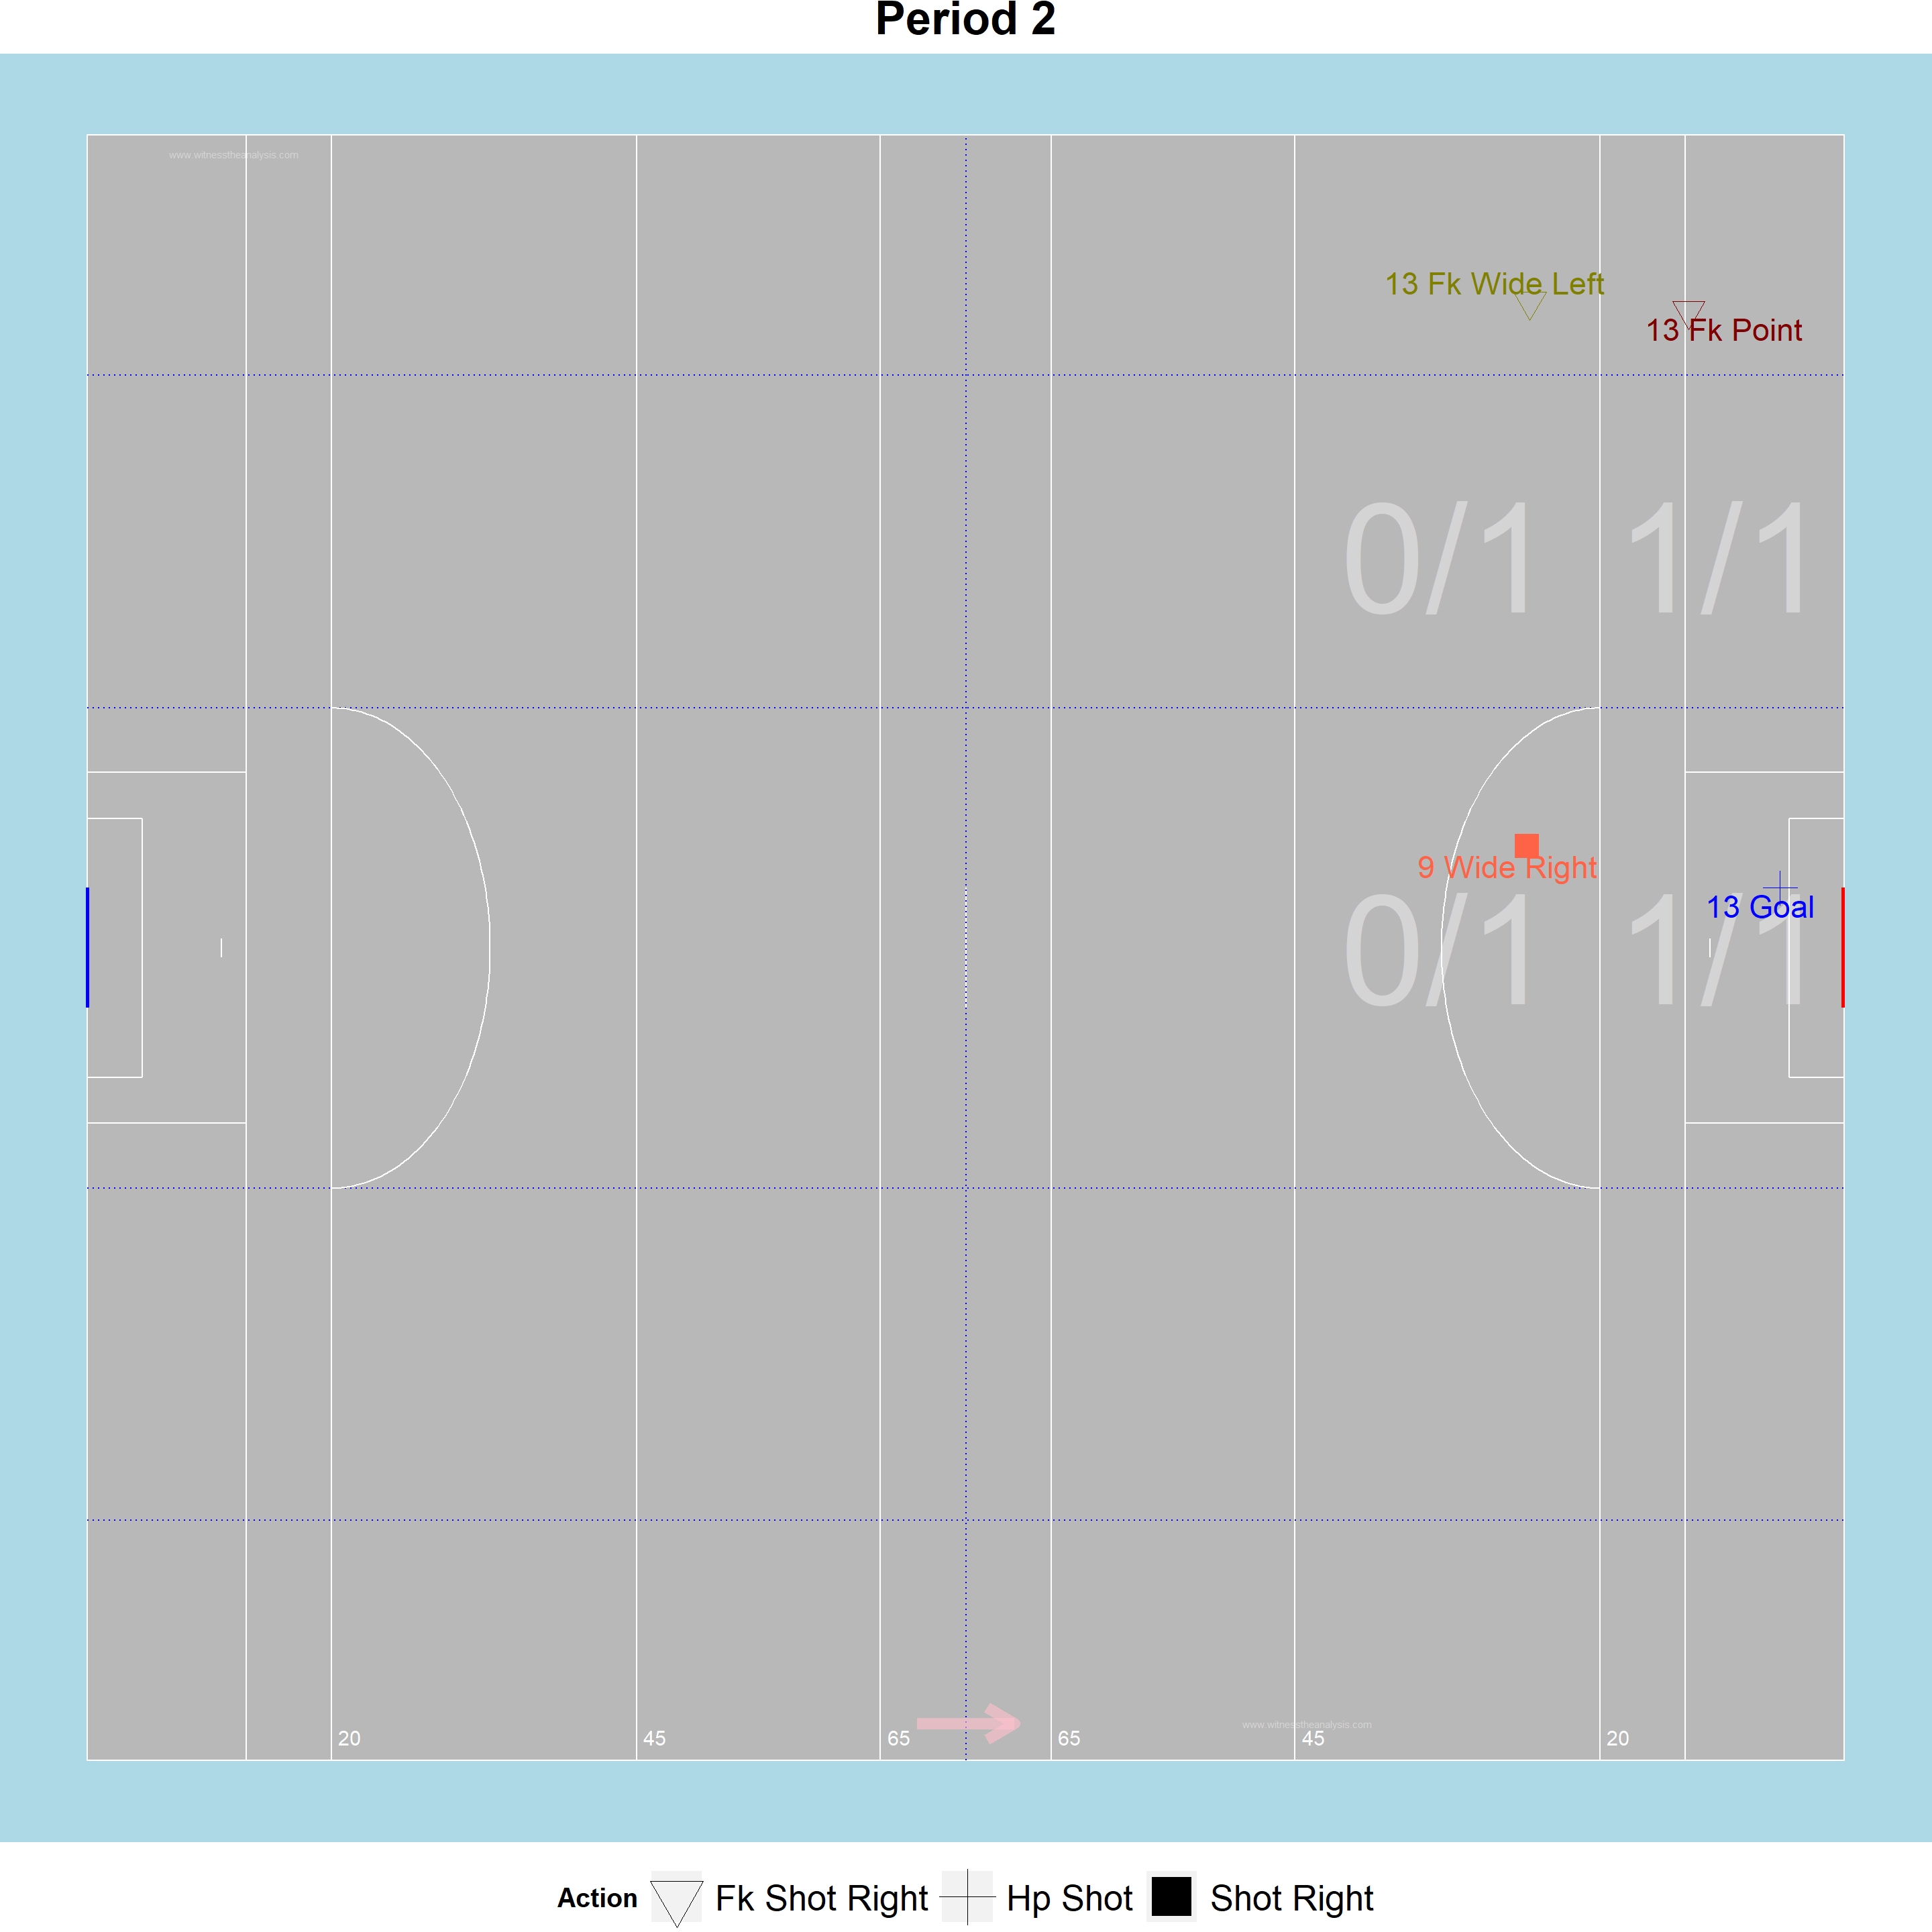 Period 2
www.witnesstheanalysis.com
13 Fk Wide Left
13 Fk Point
0/1 1/1
9 Wide Right
13 Goal
0/1 1/1
www.witnesstheanalysis.com
20 45 65 65 45 20
Action Fk Shot Right Hp Shot Shot Right